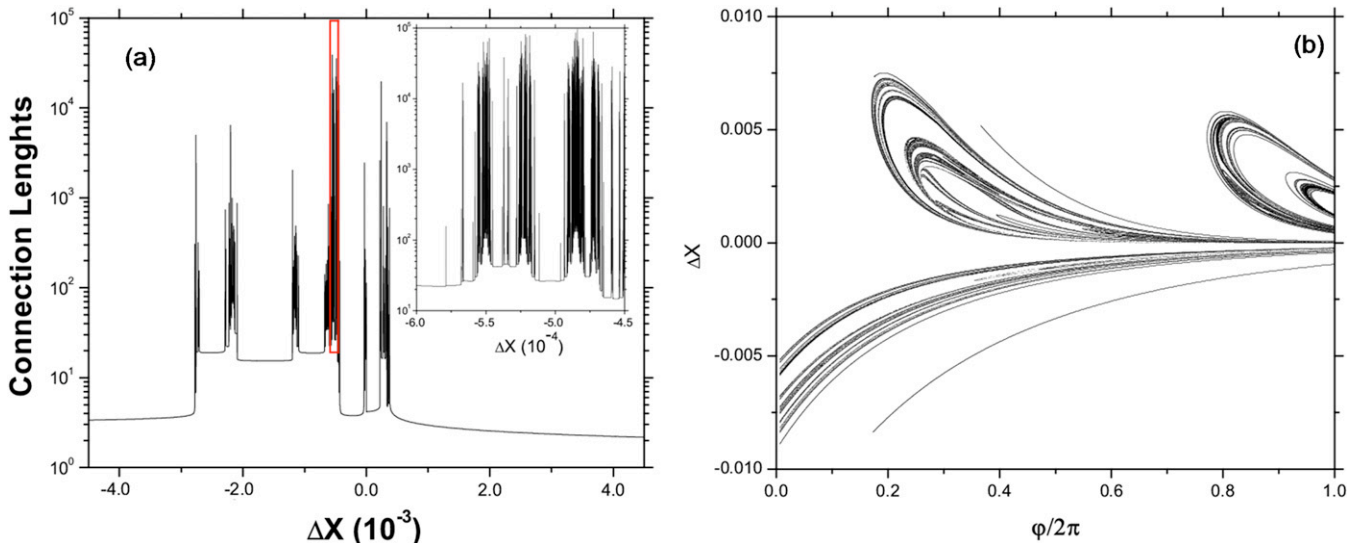 (a)
Connection Lenghts
10^5
10^4
10^3
10^2
10^1
10^0
-4.0 -2.0 0.0 2.0 4.0
ΔX (10^-3)
10^5
10^4
10^3
10^2
10^1
-6.0 -5.5 -5.0 -4.5
ΔX (10^-4)
(b)
ΔX
0.010
0.005
0.000
-0.005
-0.010
0.0 0.2 0.4 0.6 0.8 1.0
φ/2π